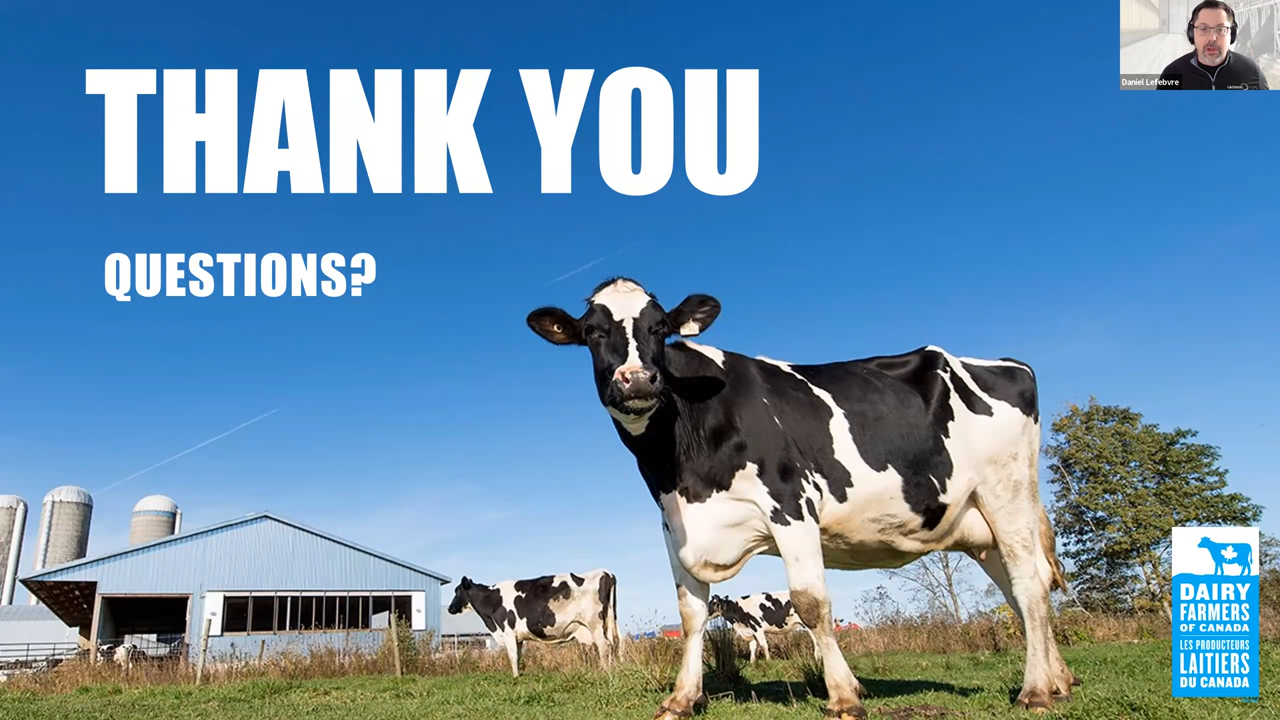 THANK YOU
QUESTIONS?
Daniel Lefebvre
DAIRY
FARMERS
OF CANADA
LES PRODUCTEURS
LAITIERS
DU CANADA